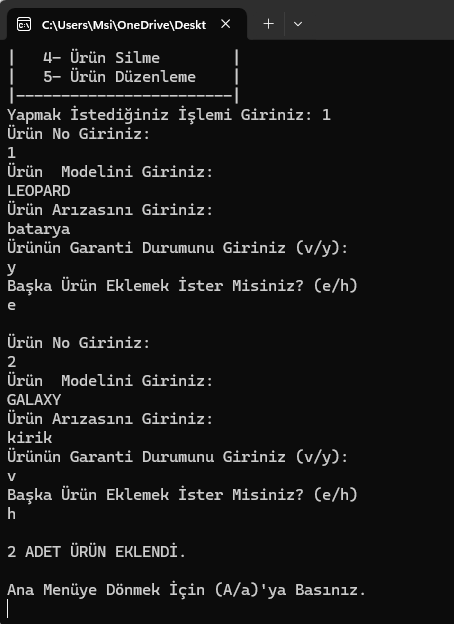 C:\Users\Msi\OneDrive\Deskt
|   4- Ürün Silme        |
|   5- Ürün Düzenleme    |
|------------------------|
Yapmak İstediğiniz İşlemi Giriniz: 1
Ürün No Giriniz:
1
Ürün  Modelini Giriniz:
LEOPARD
Ürün Arızasını Giriniz:
batarya
Ürünün Garanti Durumunu Giriniz (v/y):
y
Başka Ürün Eklemek İster Misiniz? (e/h)
e
Ürün No Giriniz:
2
Ürün  Modelini Giriniz:
GALAXY
Ürün Arızasını Giriniz:
kirik
Ürünün Garanti Durumunu Giriniz (v/y):
v
Başka Ürün Eklemek İster Misiniz? (e/h)
h
2 ADET ÜRÜN EKLENDİ.
Ana Menüye Dönmek İçin (A/a)'ya Basınız.